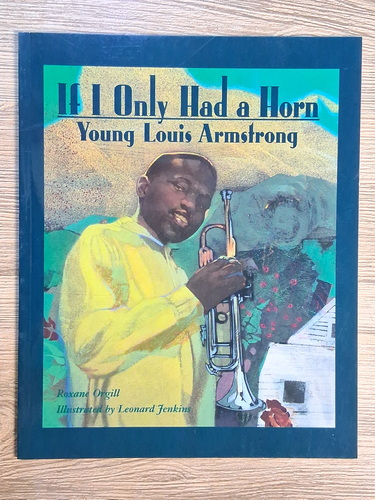 If I Only Had a Horn
Young Louis Armstrong
Roxane Orgill
Illustrated by Leonard Jenkins